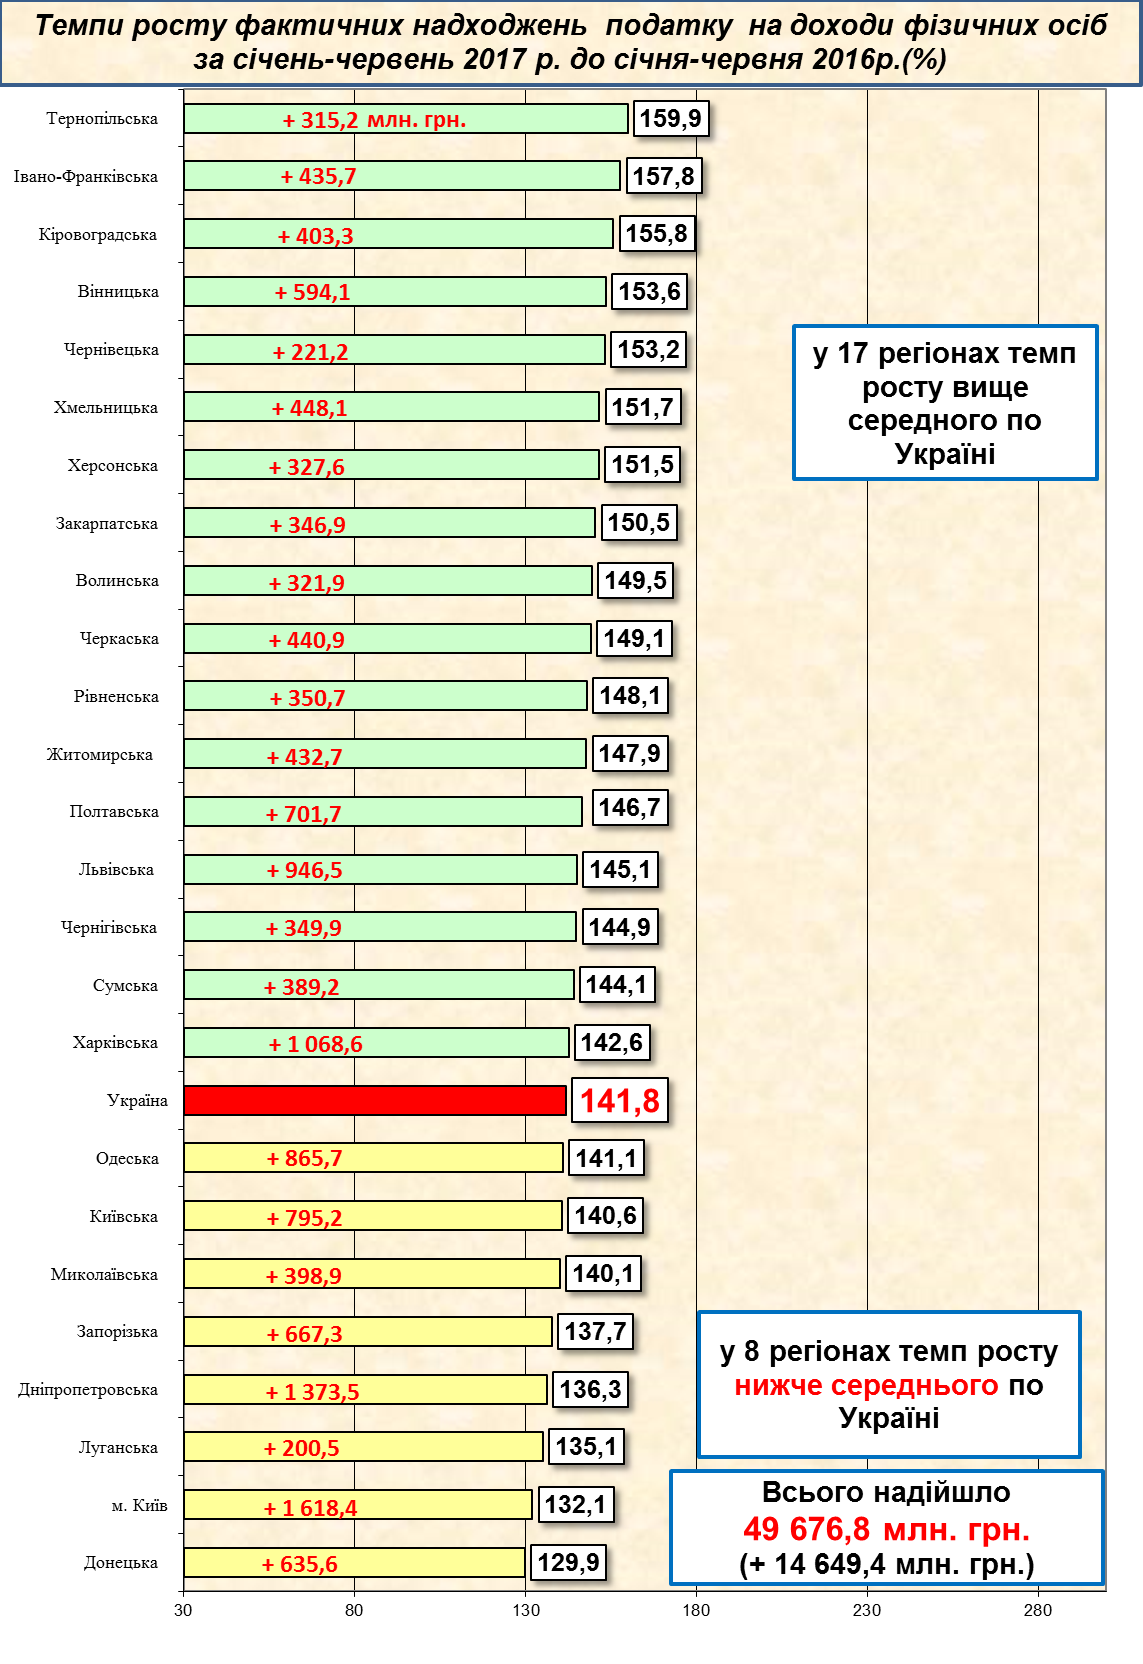 Темпи росту фактичних надходжень податку на доходи фізичних осіб
за січень-червень 2017 р. до січня-червня 2016р.(%)
Тернопільська + 315,2 млн. грн. 159,9
Івано-Франківська + 435,7 157,8
Кіровоградська + 403,3 155,8
Вінницька + 594,1 153,6
Чернівецька + 221,2 153,2
Хмельницька + 448,1 151,7
Херсонська + 327,6 151,5
Закарпатська + 346,9 150,5
Волинська + 321,9 149,5
Черкаська + 440,9 149,1
Рівненська + 350,7 148,1
Житомирська + 432,7 147,9
Полтавська + 701,7 146,7
Львівська + 946,5 145,1
Чернігівська + 349,9 144,9
Сумська + 389,2 144,1
Харківська + 1 068,6 142,6
Україна 141,8
Одеська + 865,7 141,1
Київська + 795,2 140,6
Миколаївська + 398,9 140,1
Запорізька + 667,3 137,7
Дніпропетровська + 1 373,5 136,3
Луганська + 200,5 135,1
м. Київ + 1 618,4 132,1
Донецька + 635,6 129,9
30 80 130 180 230 280
у 17 регіонах темп
росту вище
середного по
Україні
у 8 регіонах темп росту
нижче середнього по
Україні
Всього надійшло
49 676,8 млн. грн.
(+ 14 649,4 млн. грн.)